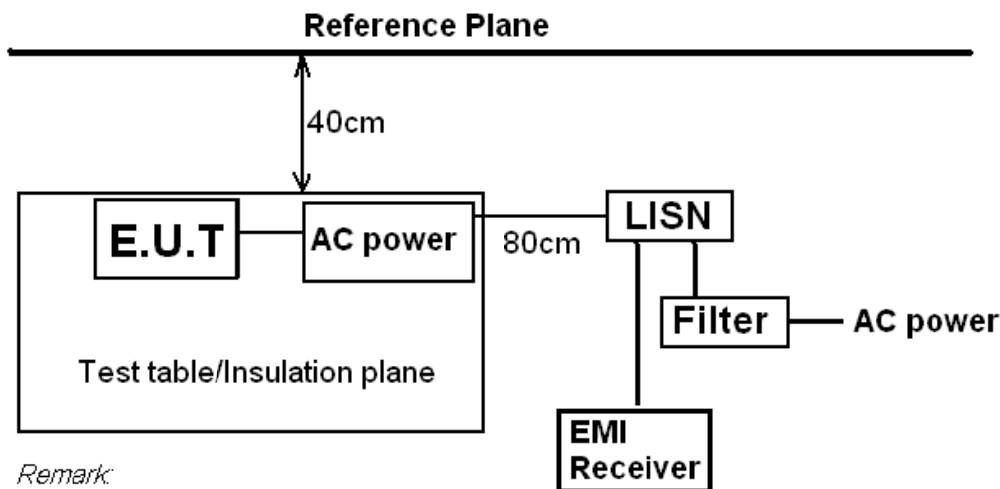 Reference Plane
40cm
E.U.T
AC power
80cm
LISN
Filter
AC power
Test table/Insulation plane
EMI
Receiver
Remark: